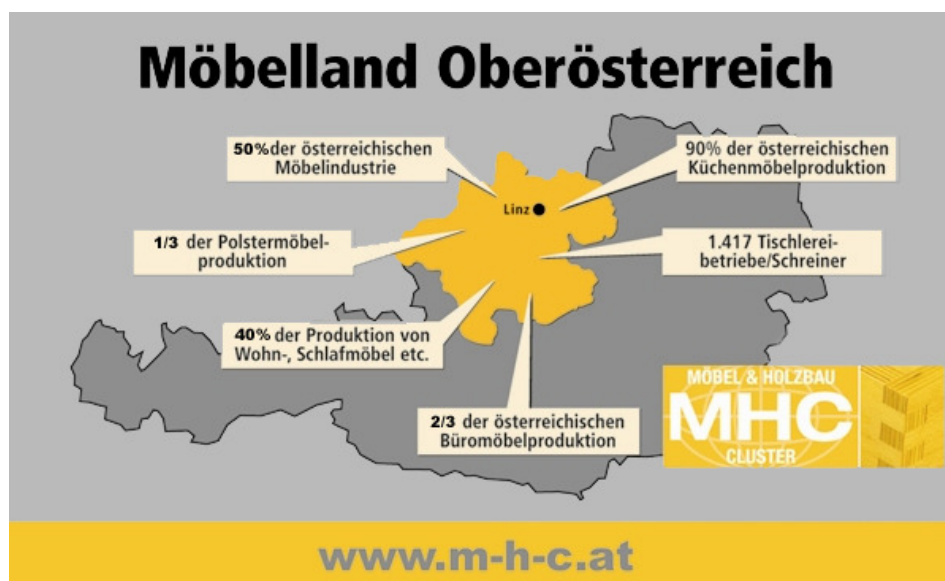 Möbelland Oberösterreich
50% der österreichischen
Möbelindustrie
90% der österreichischen
Küchenmöbelproduktion
Linz
1/3 der Polstermöbel-
produktion
1.417 Tischlerei-
betriebe/Schreiner
40% der Produktion von
Wohn-, Schlafmöbel etc.
2/3 der österreichischen
Büromöbelproduktion
MÖBEL & HOLZBAU
MHC
CLUSTER
www.m-h-c.at